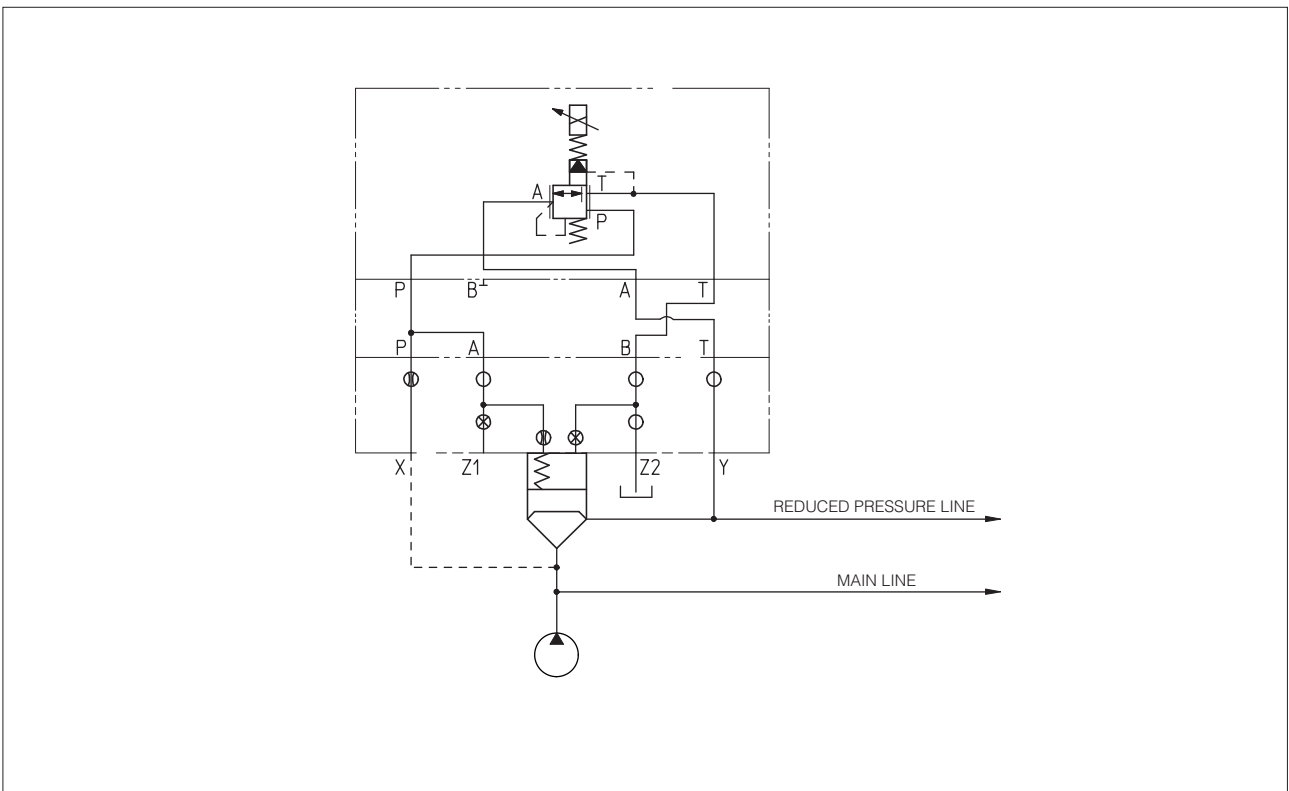 A T
P
P B A T
P A B T
X Z1 Z2 Y
REDUCED PRESSURE LINE
MAIN LINE